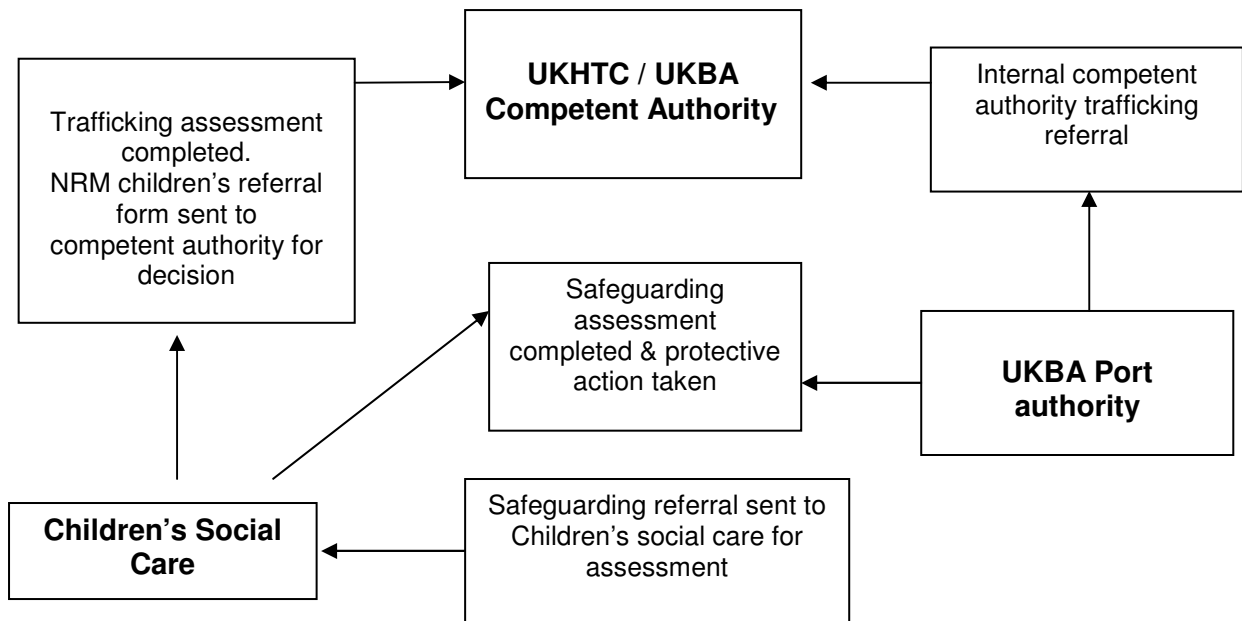 UKHTC / UKBA
Competent Authority
Internal competent
authority trafficking
referral
Trafficking assessment
completed.
NRM children’s referral
form sent to
competent authority for
decision
Safeguarding
assessment
completed & protective
action taken
UKBA Port
authority
Children’s Social
Care
Safeguarding referral sent to
Children’s social care for
assessment